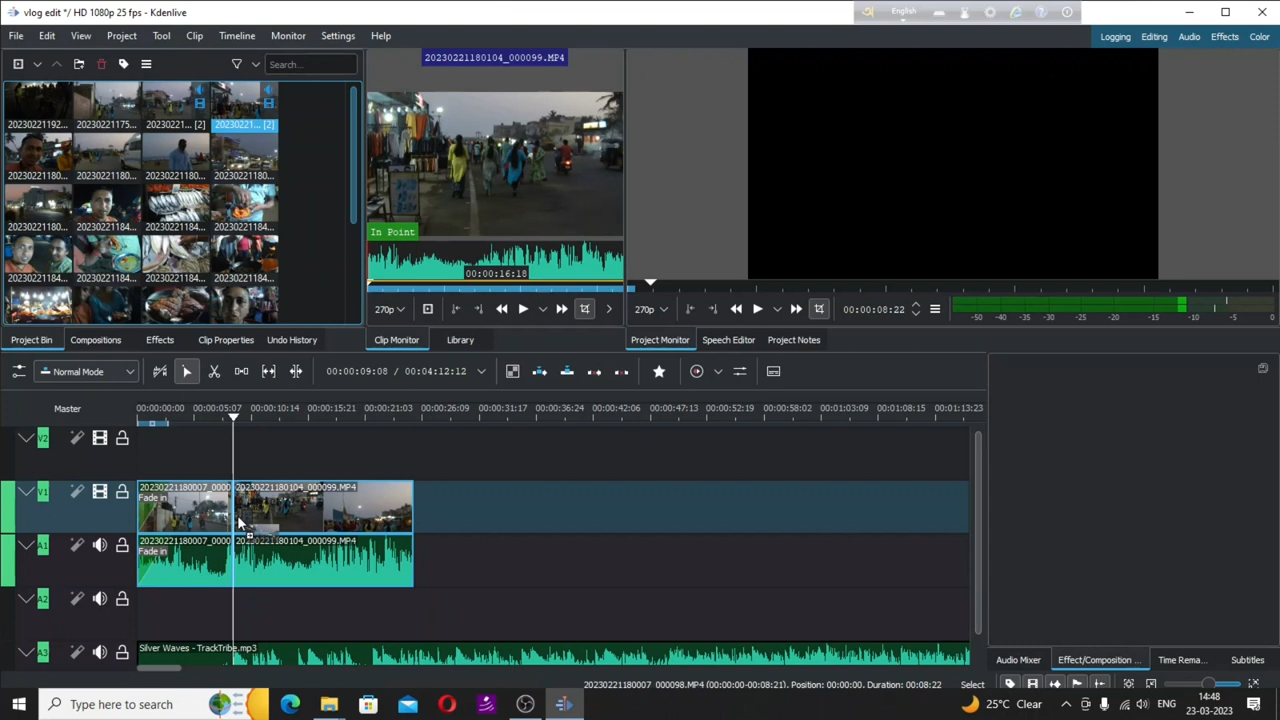 vlog edit */ HD 1080p 25 fps - Kdenlive
English
File Edit View Project Tool Clip Timeline Monitor Settings Help
Logging Editing Audio Effects Color
Search...
20230221180104_000099.MP4
20230221192... 2023022117​5... 20230221... [2] 20230221... [2]
20230221180... 20230221180... 20230221180... 20230221180...
20230221180... 20230221184... 20230221184... 20230221184...
20230221184... 20230221184... 20230221184... 20230221184...
In Point
00:00:16:18
270p
270p 00:00:08:22
-50 -40 -30 -25 -20 -15 -10 -5 0
Project Bin Compositions Effects Clip Properties Undo History
Clip Monitor Library
Project Monitor Speech Editor Project Notes
Normal Mode
00:00:09:08 / 00:04:12:12
Master
00:00:00:00 00:00:05:07 00:00:10:14 00:00:15:21 00:00:21:03 00:00:26:09 00:00:31:17 00:00:36:24 00:00:42:06 00:00:47:13 00:00:52:19 00:00:58:02 00:01:03:09 00:01:08:15 00:01:13:23
V2
V1
20230221180007_0000 20230221180104_000099.MP4
Fade in
A1
20230221180007_0000 20230221180104_000099.MP4
Fade in
A2
A3
Silver Waves - TrackTribe.mp3
Audio Mixer Effect/Composition ... Time Rema... Subtitles
20230221180007_000098.MP4 (00:00:00:00-00:08:21), Position: 00:00:00, Duration: 00:08:22 Select
Type here to search
25°C Clear
ENG
14:48
23-03-2023